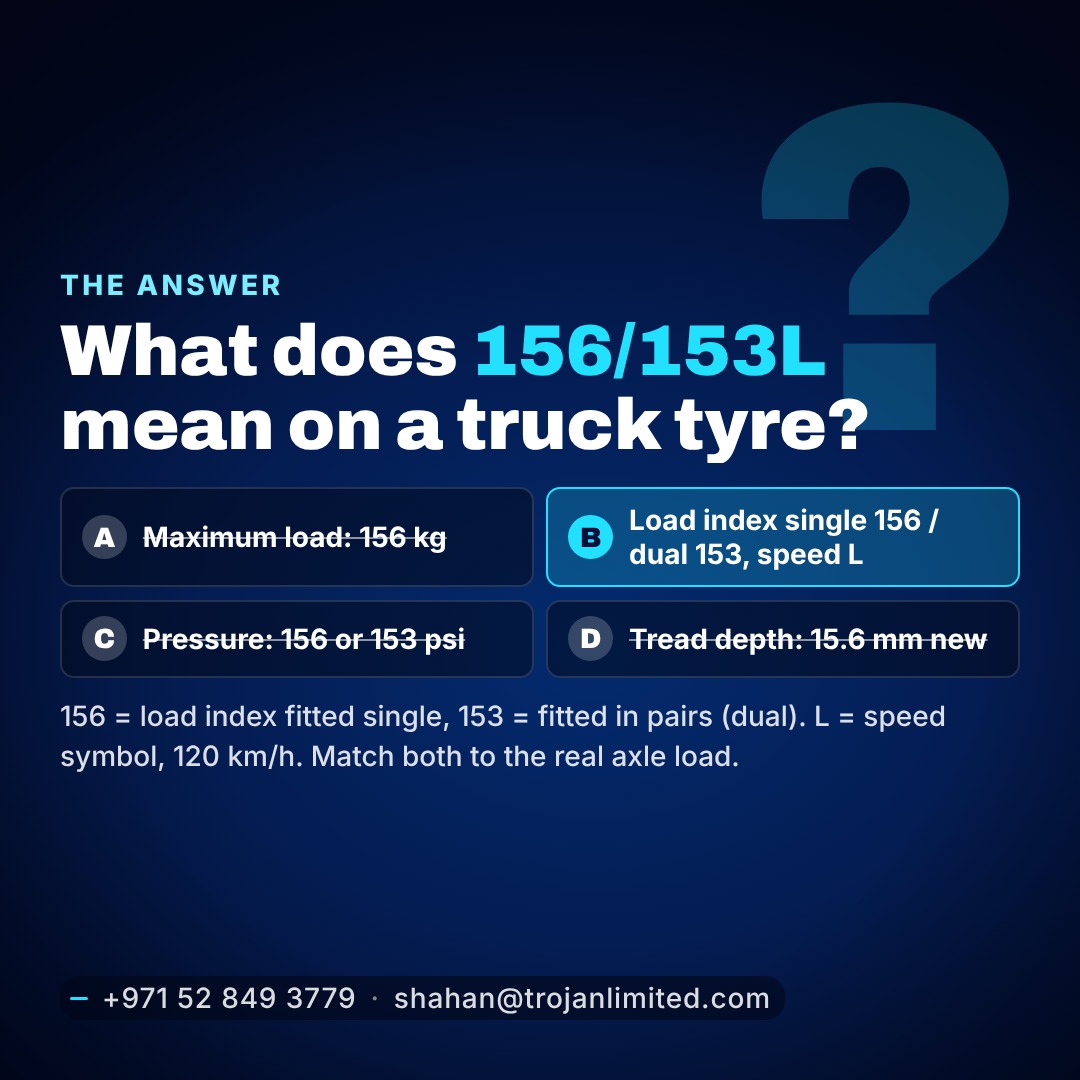 ?
THE ANSWER
What does 156/153L
mean on a truck tyre?
A Maximum load: 156 kg
B Load index single 156 /
dual 153, speed L
C Pressure: 156 or 153 psi
D Tread depth: 15.6 mm new
156 = load index fitted single, 153 = fitted in pairs (dual). L = speed
symbol, 120 km/h. Match both to the real axle load.
+971 52 849 3779 · shahan@trojanlimited.com